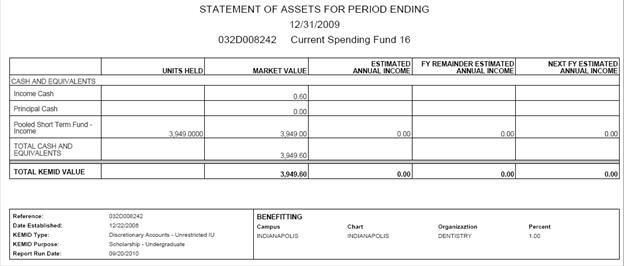 STATEMENT OF ASSETS FOR PERIOD ENDING
12/31/2009
032D008242 Current Spending Fund 16
UNITS HELD MARKET VALUE ESTIMATED ANNUAL INCOME FY REMAINDER ESTIMATED ANNUAL INCOME NEXT FY ESTIMATED ANNUAL INCOME
CASH AND EQUIVALENTS
Income Cash 0.60
Principal Cash 0.00
Pooled Short Term Fund -
Income 3,949.0000 3,949.00 0.00 0.00 0.00
TOTAL CASH AND
EQUIVALENTS 3,949.60
TOTAL KEMID VALUE 3,949.60 0.00 0.00 0.00
Reference: 032D008242 BENEFITTING
Date Established: 12/22/2008 Campus Chart Organizaztion Percent
KEMID Type: Discretionary Accounts - Unrestricted IU INDIANAPOLIS INDIANAPOLIS DENTISTRY 1.00
KEMID Purpose: Scholarship - Undergraduate
Report Run Date: 09/20/2010